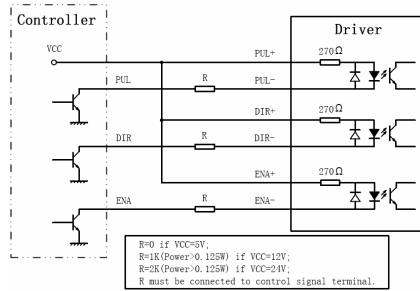 Controller
Driver
VCC
PUL+
270Ω
PUL
R
PUL-
DIR+
270Ω
DIR
R
DIR-
ENA+
270Ω
ENA
R
ENA-
R=0 if VCC=5V;
R=1K(Power>0.125W) if VCC=12V;
R=2K(Power>0.125W) if VCC=24V;
R must be connected to control signal terminal.